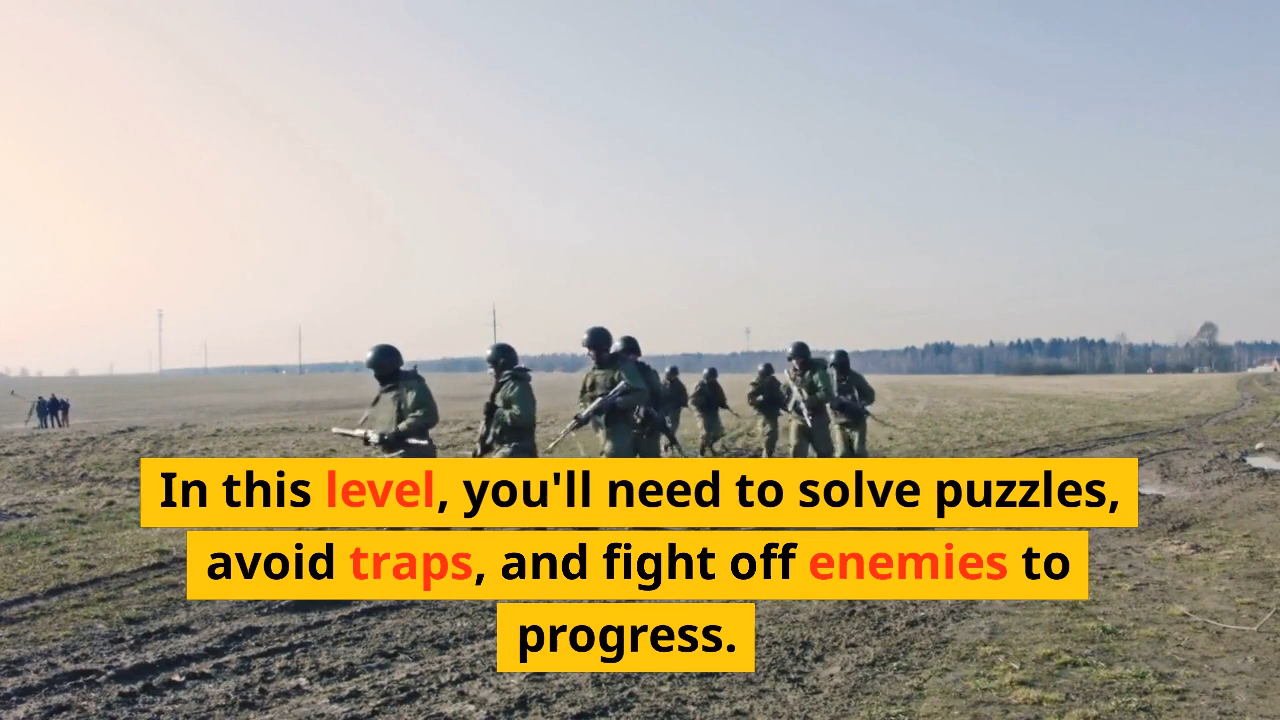 In this level, you'll need to solve puzzles,
avoid traps, and fight off enemies to
progress.